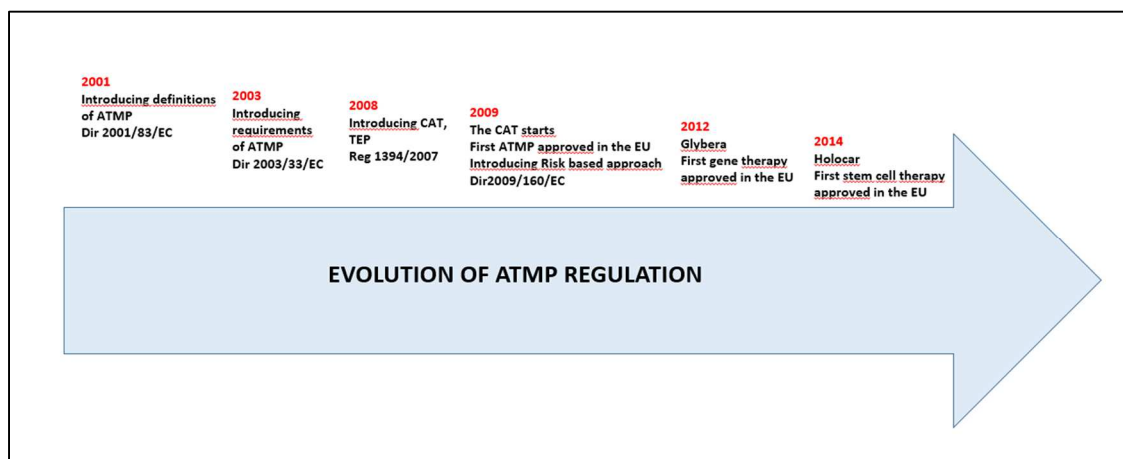 2001
Introducing definitions
of ATMP
Dir 2001/83/EC
2003
Introducing
requirements
of ATMP
Dir 2003/33/EC
2008
Introducing CAT,
TEP
Reg 1394/2007
2009
The CAT starts
First ATMP approved in the EU
Introducing Risk based approach
Dir2009/160/EC
2012
Glybera
First gene therapy
approved in the EU
2014
Holocar
First stem cell therapy
approved in the EU
EVOLUTION OF ATMP REGULATION